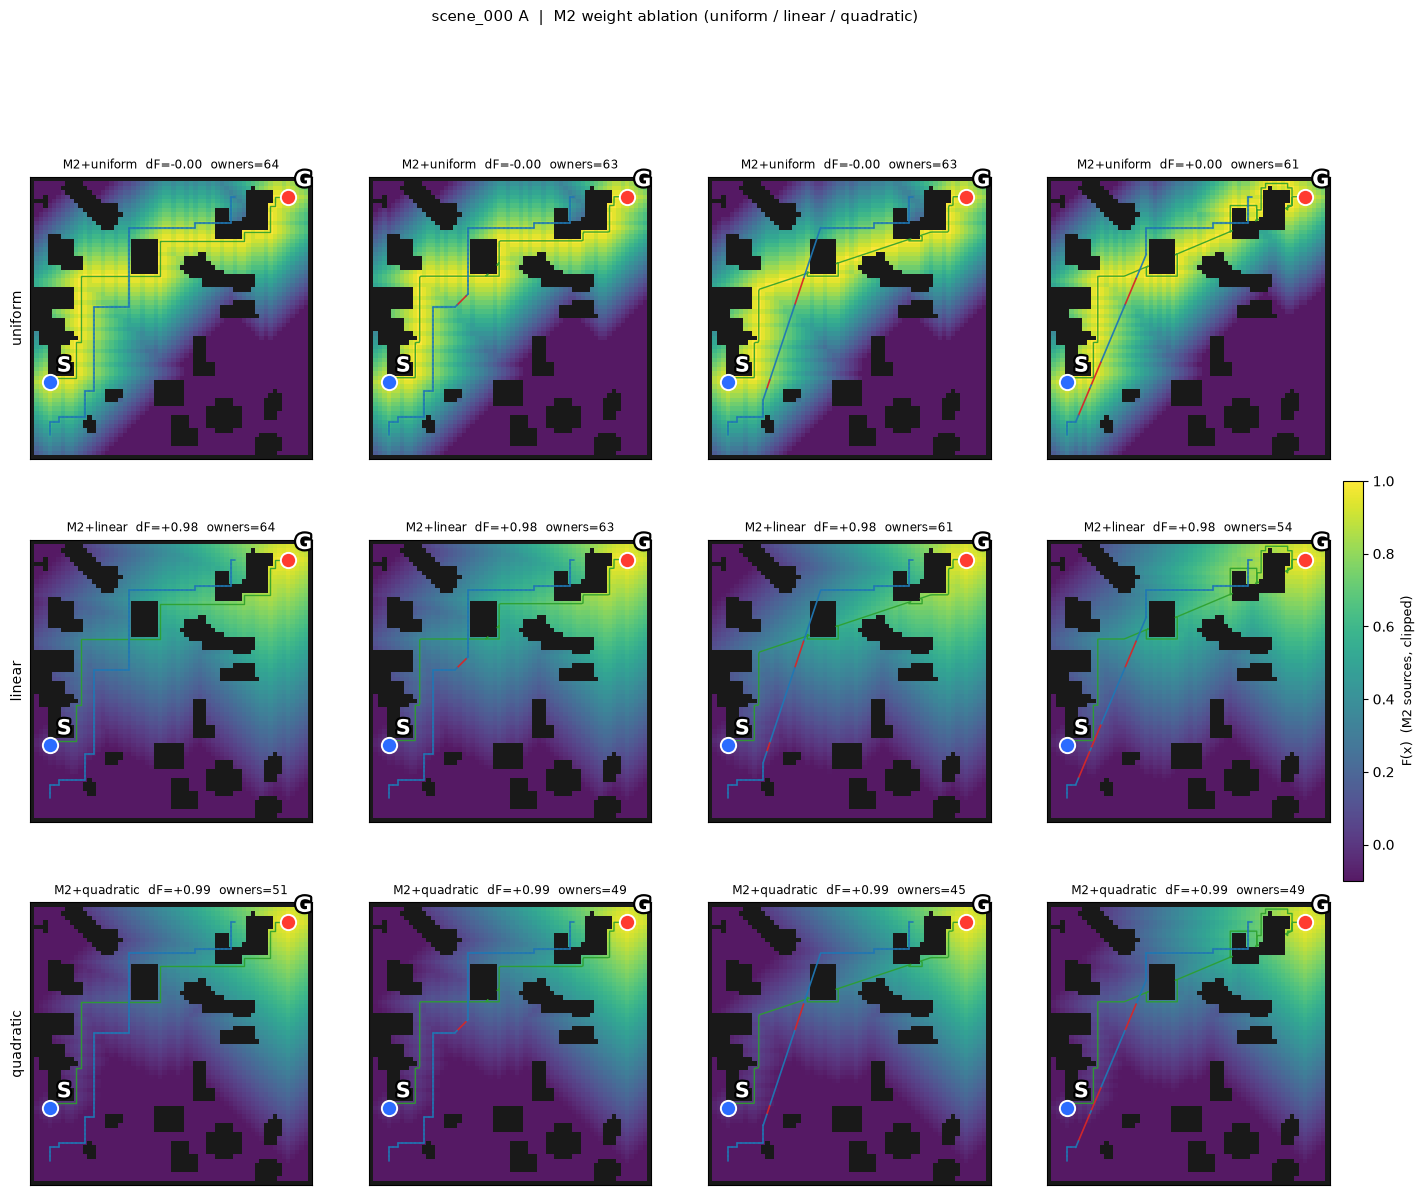 scene_000 A | M2 weight ablation (uniform / linear / quadratic)
M2+uniform dF=-0.00 owners=64
M2+uniform dF=-0.00 owners=63
M2+uniform dF=-0.00 owners=63
M2+uniform dF=+0.00 owners=61
G
G
G
G
uniform
S
S
S
S
M2+linear dF=+0.98 owners=64
M2+linear dF=+0.98 owners=63
M2+linear dF=+0.98 owners=61
M2+linear dF=+0.98 owners=54
G
G
G
G
linear
S
S
S
S
M2+quadratic dF=+0.99 owners=51
M2+quadratic dF=+0.99 owners=49
M2+quadratic dF=+0.99 owners=45
M2+quadratic dF=+0.99 owners=49
G
G
G
G
quadratic
S
S
S
S
1.0
0.8
0.6
0.4
0.2
0.0
F(x) (M2 sources, clipped)